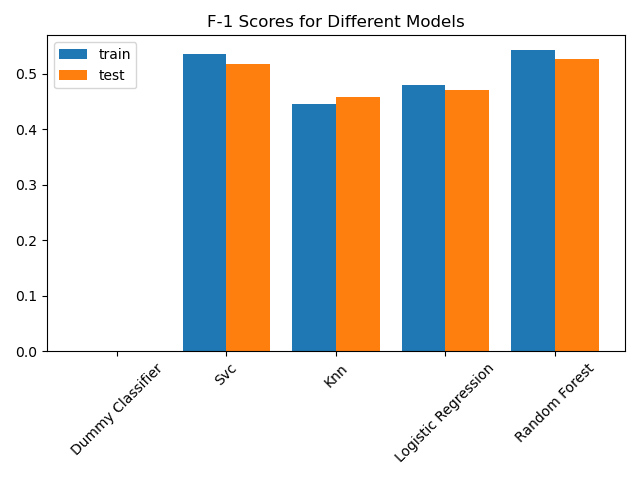 F-1 Scores for Different Models
train
test
0.5
0.4
0.3
0.2
0.1
0.0
Dummy Classifier
Svc
Knn
Logistic Regression
Random Forest